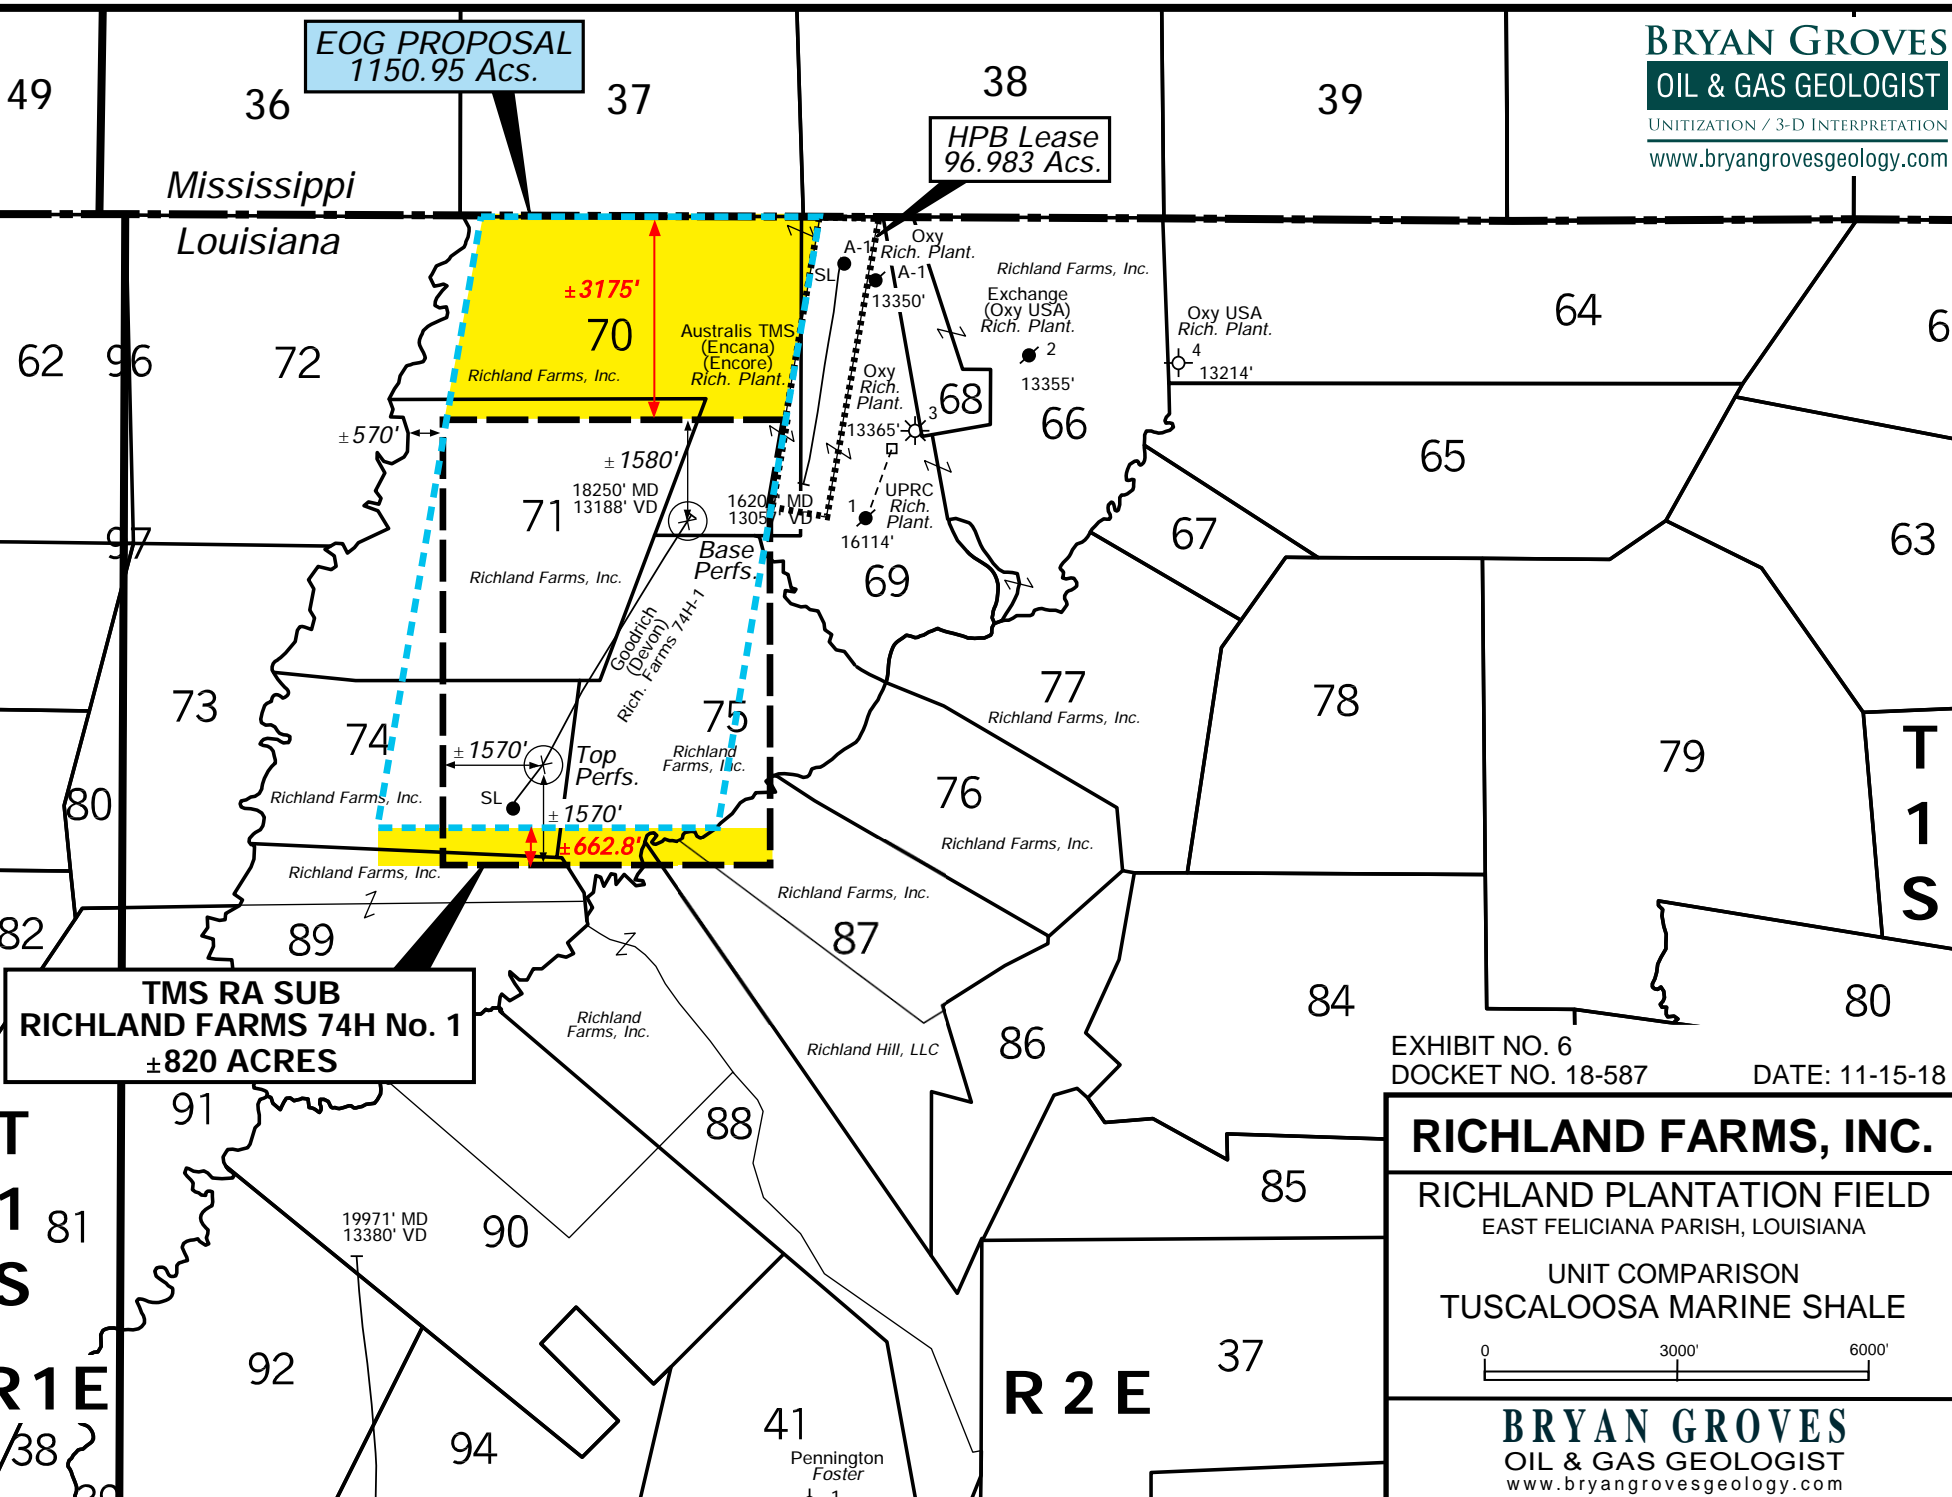 EOG PROPOSAL
1150.95 Acs.
BRYAN GROVES
OIL & GAS GEOLOGIST
UNITIZATION / 3-D INTERPRETATION
www.bryangrovesgeology.com
49
36
37
38
39
HPB Lease
96.983 Acs.
Mississippi
Louisiana
±3175'
70
Richland Farms, Inc.
Australis TMS
(Encana)
(Encore)
Rich. Plant.
A-1
SL
Oxy
Rich. Plant.
A-1
13350'
Richland Farms, Inc.
Exchange
(Oxy USA)
Rich. Plant.
2
13355'
Oxy USA
Rich. Plant.
4
13214'
64
62
96
72
Oxy
Rich.
Plant.
68
3
13365'
66
65
±570'
±1580'
18250' MD
13188' VD
71
MD
VD
UPRC
Rich.
Plant.
1
16114'
67
63
97
Base
Perfs.
Richland Farms, Inc.
69
Goodrich
(Devon)
Rich. Farms 74H-1
73
74
75
77
Richland Farms, Inc.
78
79
T
1
S
±1570'
Top
Perfs.
Richland
Farms, Inc.
SL
Richland Farms, Inc.
±1570'
±662.8'
80
76
Richland Farms, Inc.
Richland Farms, Inc.
Richland Farms, Inc.
82
89
87
TMS RA SUB
RICHLAND FARMS 74H No. 1
±820 ACRES
Richland
Farms, Inc.
Richland Hill, LLC
86
84
80
EXHIBIT NO. 6
DOCKET NO. 18-587
DATE: 11-15-18
91
88
T
1
S
81
85
19971' MD
13380' VD
90
RICHLAND FARMS, INC.
RICHLAND PLANTATION FIELD
EAST FELICIANA PARISH, LOUISIANA
UNIT COMPARISON
TUSCALOOSA MARINE SHALE
0 3000' 6000'
R1E
92
R 2 E
37
38
94
41
Pennington
Foster
1
BRYAN GROVES
OIL & GAS GEOLOGIST
www.bryangrovesgeology.com